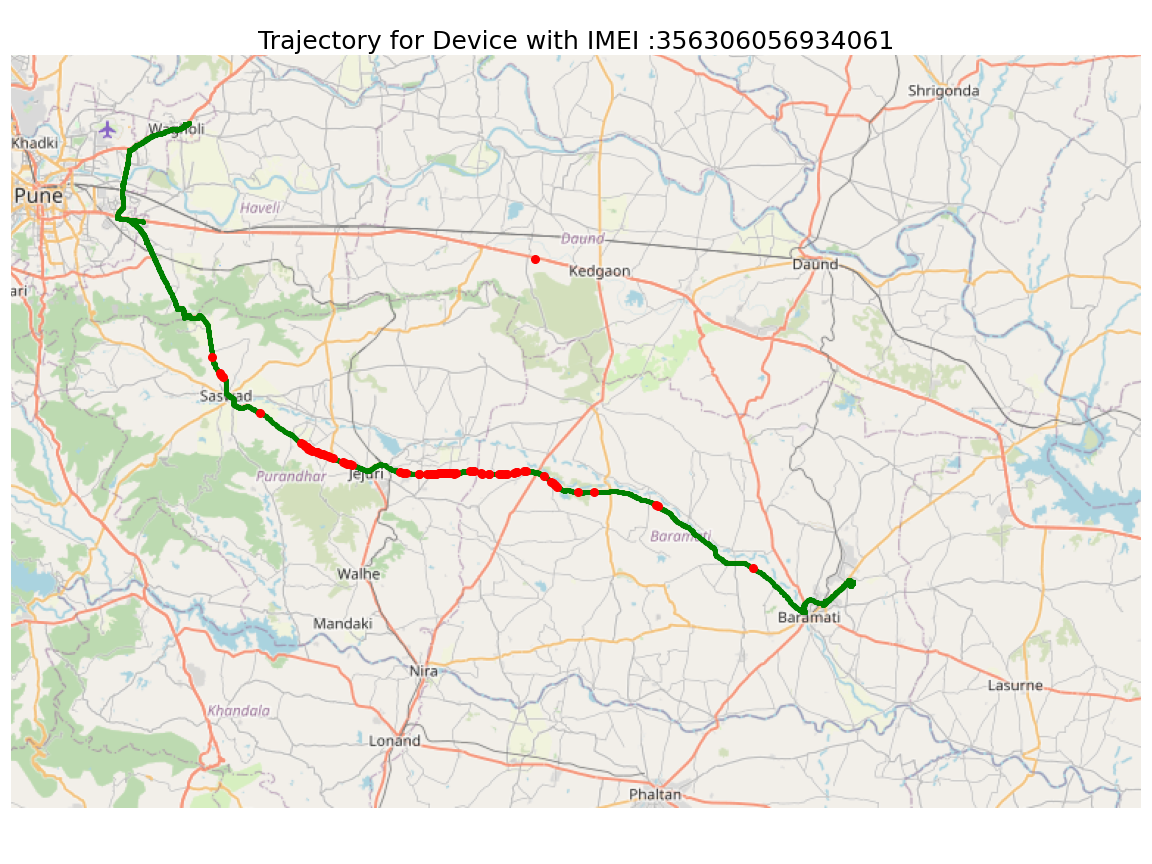 Trajectory for Device with IMEI :356306056934061
Shrigonda
Wagholi
Khadki
Pune
Haveli
Daund
Kedgaon
Daund
ari
Saswad
Purandhar
Jejuri
Baramati
Walhe
Baramati
Mandaki
Nira
Lasurne
Khandala
Lonand
Phaltan